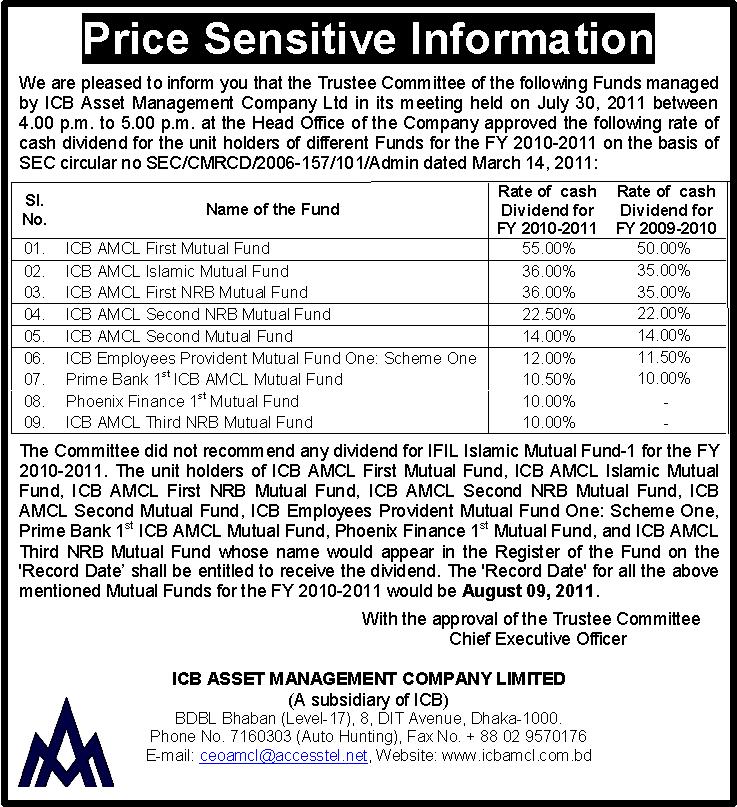 Price Sensitive Information
We are pleased to inform you that the Trustee Committee of the following Funds managed
by ICB Asset Management Company Ltd in its meeting held on July 30, 2011 between
4.00 p.m. to 5.00 p.m. at the Head Office of the Company approved the following rate of
cash dividend for the unit holders of different Funds for the FY 2010-2011 on the basis of
SEC circular no SEC/CMRCD/2006-157/101/Admin dated March 14, 2011:
Sl. No. Name of the Fund Rate of cash Dividend for FY 2010-2011 Rate of cash Dividend for FY 2009-2010
01. ICB AMCL First Mutual Fund 55.00% 50.00%
02. ICB AMCL Islamic Mutual Fund 36.00% 35.00%
03. ICB AMCL First NRB Mutual Fund 36.00% 35.00%
04. ICB AMCL Second NRB Mutual Fund 22.50% 22.00%
05. ICB AMCL Second Mutual Fund 14.00% 14.00%
06. ICB Employees Provident Mutual Fund One: Scheme One 12.00% 11.50%
07. Prime Bank 1st ICB AMCL Mutual Fund 10.50% 10.00%
08. Phoenix Finance 1st Mutual Fund 10.00% -
09. ICB AMCL Third NRB Mutual Fund 10.00% -
The Committee did not recommend any dividend for IFIL Islamic Mutual Fund-1 for the FY
2010-2011. The unit holders of ICB AMCL First Mutual Fund, ICB AMCL Islamic Mutual
Fund, ICB AMCL First NRB Mutual Fund, ICB AMCL Second NRB Mutual Fund, ICB
AMCL Second Mutual Fund, ICB Employees Provident Mutual Fund One: Scheme One,
Prime Bank 1st ICB AMCL Mutual Fund, Phoenix Finance 1st Mutual Fund, and ICB AMCL
Third NRB Mutual Fund whose name would appear in the Register of the Fund on the
'Record Date’ shall be entitled to receive the dividend. The 'Record Date' for all the above
mentioned Mutual Funds for the FY 2010-2011 would be August 09, 2011.
With the approval of the Trustee Committee
Chief Executive Officer
ICB ASSET MANAGEMENT COMPANY LIMITED
(A subsidiary of ICB)
BDBL Bhaban (Level-17), 8, DIT Avenue, Dhaka-1000.
Phone No. 7160303 (Auto Hunting), Fax No. + 88 02 9570176
E-mail: ceoamcl@accesstel.net, Website: www.icbamcl.com.bd